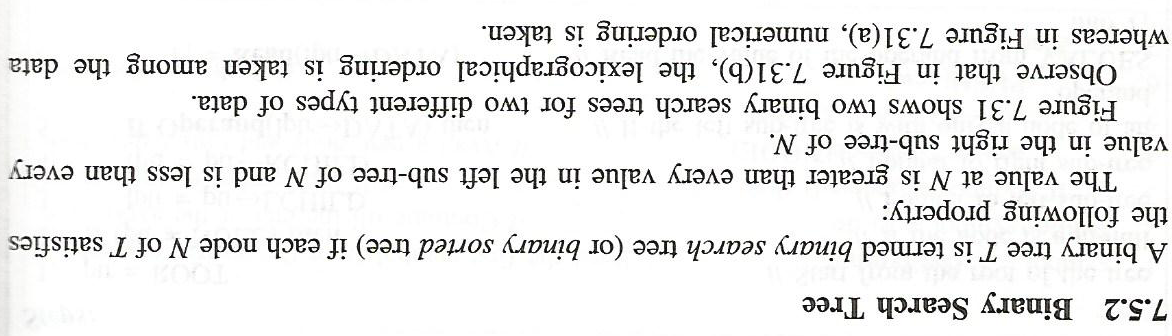 7.5.2 Binary Search Tree
A binary tree T is termed binary search tree (or binary sorted tree) if each node N of T satisfies
the following property:
The value at N is greater than every value in the left sub-tree of N and is less than every
value in the right sub-tree of N.
Figure 7.31 shows two binary search trees for two different types of data.
Observe that in Figure 7.31(b), the lexicographical ordering is taken among the data
whereas in Figure 7.31(a), numerical ordering is taken.